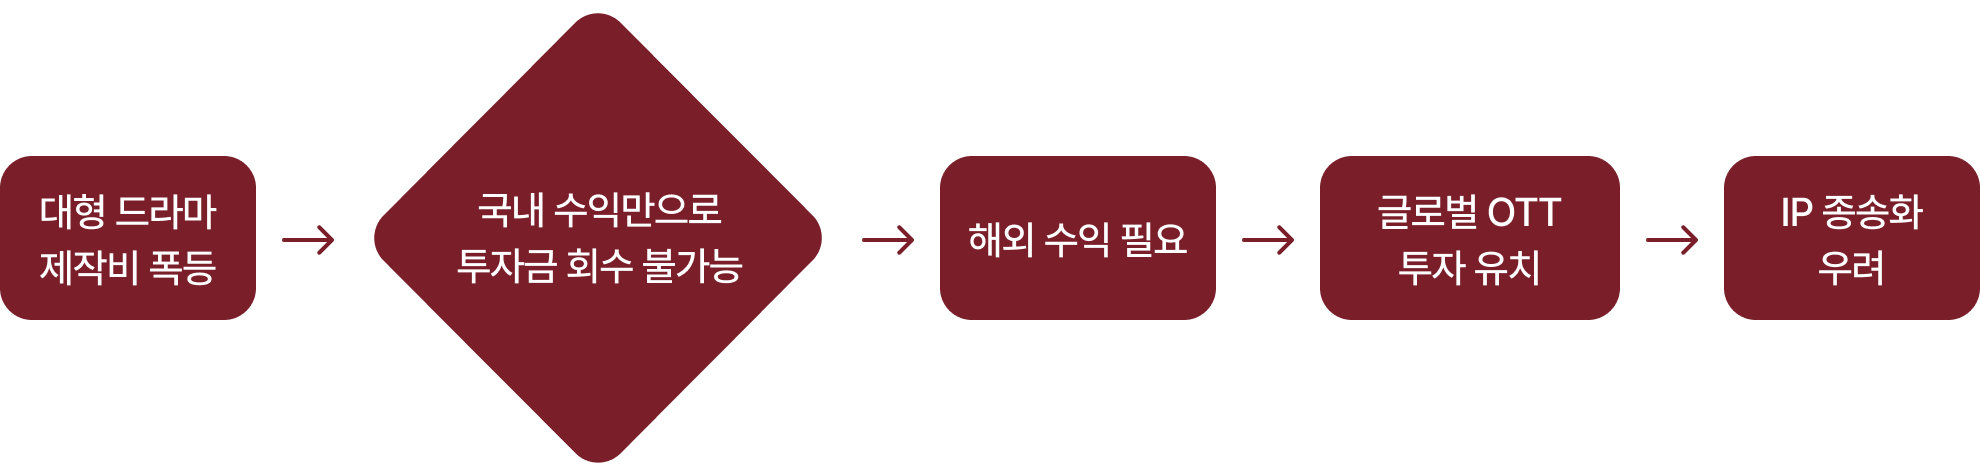 대형 드라마
제작비 폭등
국내 수익만으로
투자금 회수 불가능
해외 수익 필요
글로벌 OTT
투자 유치
IP 종송화
우려